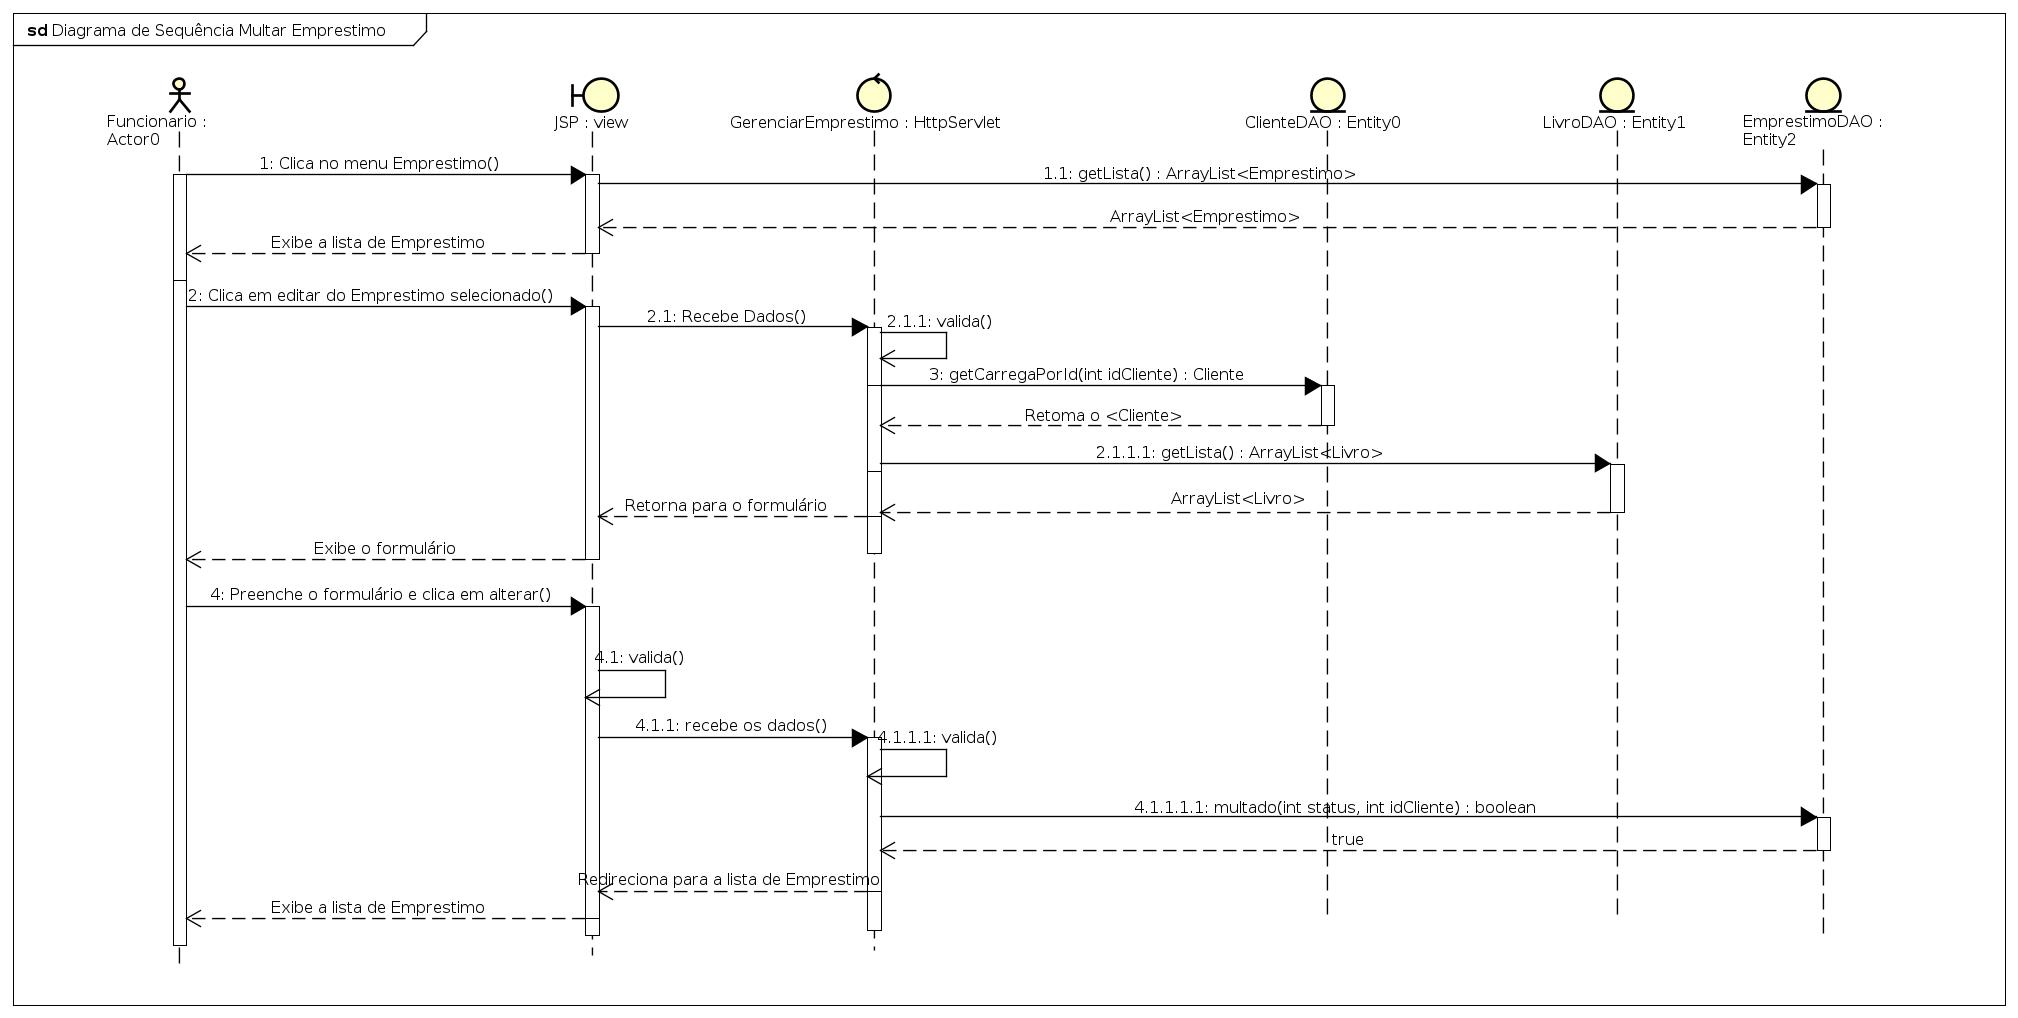 sd Diagrama de Sequência Multar Emprestimo
Funcionario :
Actor0
JSP : view
GerenciarEmprestimo : HttpServlet
ClienteDAO : Entity0
LivroDAO : Entity1
EmprestimoDAO :
Entity2
1: Clica no menu Emprestimo()
1.1: getLista() : ArrayList<Emprestimo>
ArrayList<Emprestimo>
Exibe a lista de Emprestimo
2: Clica em editar do Emprestimo selecionado()
2.1: Recebe Dados()
2.1.1: valida()
3: getCarregaPorId(int idCliente) : Cliente
Retorna o <Cliente>
2.1.1.1: getLista() : ArrayList<Livro>
ArrayList<Livro>
Retorna para o formulário
Exibe o formulário
4: Preenche o formulário e clica em alterar()
4.1: valida()
4.1.1: recebe os dados()
4.1.1.1: valida()
4.1.1.1.1: multado(int status, int idCliente) : boolean
true
Redireciona para a lista de Emprestimo
Exibe a lista de Emprestimo